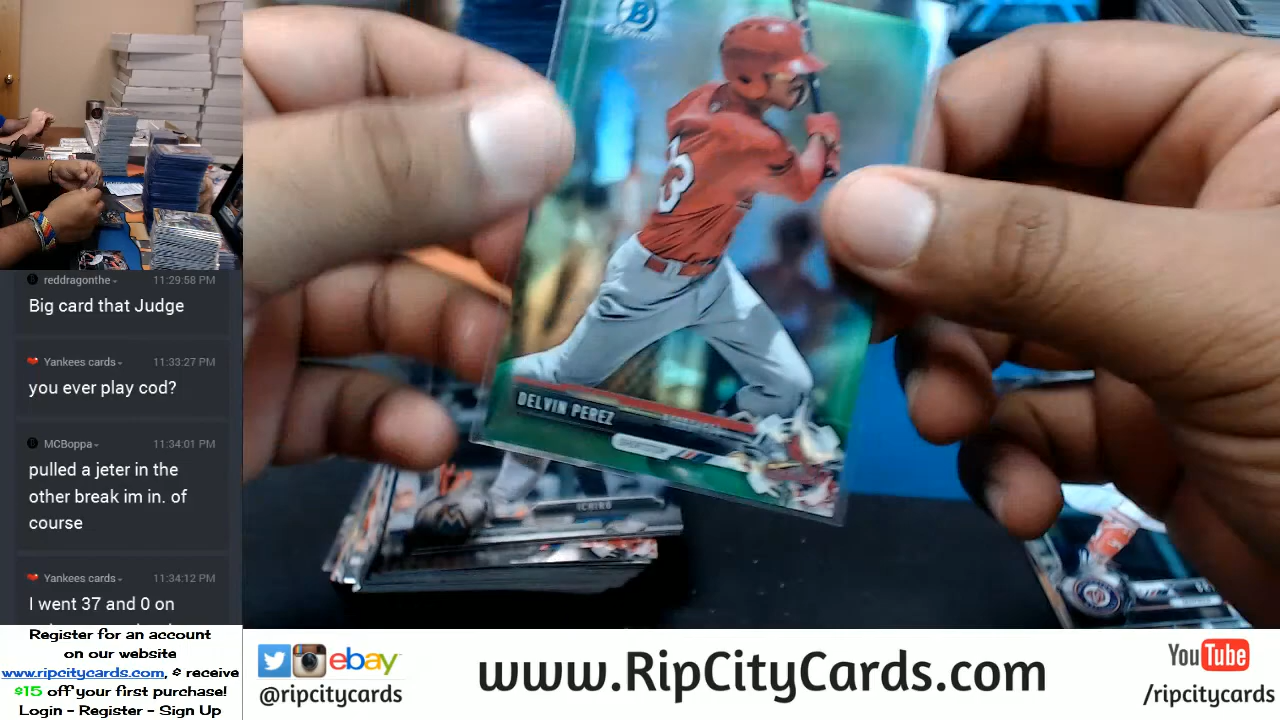 reddragonthe
11:29:58 PM
Big card that Judge
Yankees cards
11:33:27 PM
you ever play cod?
MCBoppa
11:34:01 PM
pulled a jeter in the
other break im in. of
course
Yankees cards
11:34:12 PM
I went 37 and 0 on
Register for an account
on our website
www.ripcitycards.com, & receive
$15 off your first purchase!
Login - Register - Sign Up
B
DELVIN PEREZ
ICHIRO
ebay
@ripcitycards
www.RipCityCards.com
YouTube
/ripcitycards